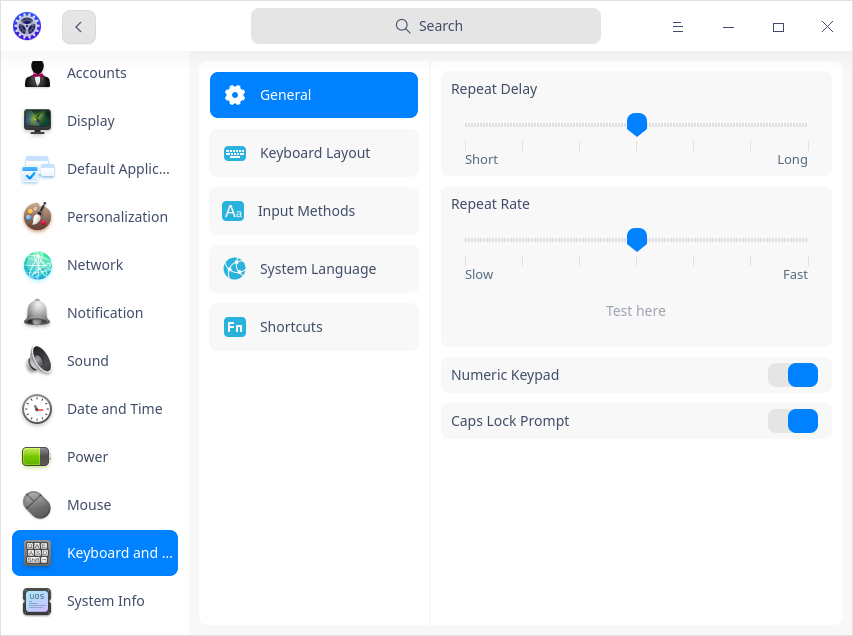 Search
Accounts
Display
Default Applic...
Personalization
Network
Notification
Sound
Date and Time
Power
Mouse
Keyboard and ...
System Info
General
Keyboard Layout
Aa Input Methods
System Language
Fn Shortcuts
Repeat Delay
Short Long
Repeat Rate
Slow Fast
Test here
Numeric Keypad
Caps Lock Prompt